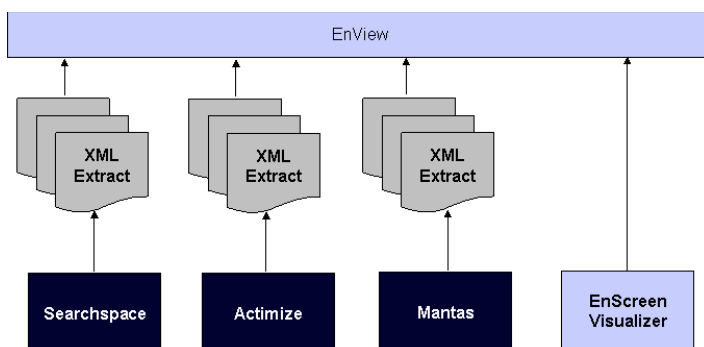 EnView
XML
Extract
XML
Extract
XML
Extract
Searchspace
Actimize
Mantas
EnScreen
Visualizer